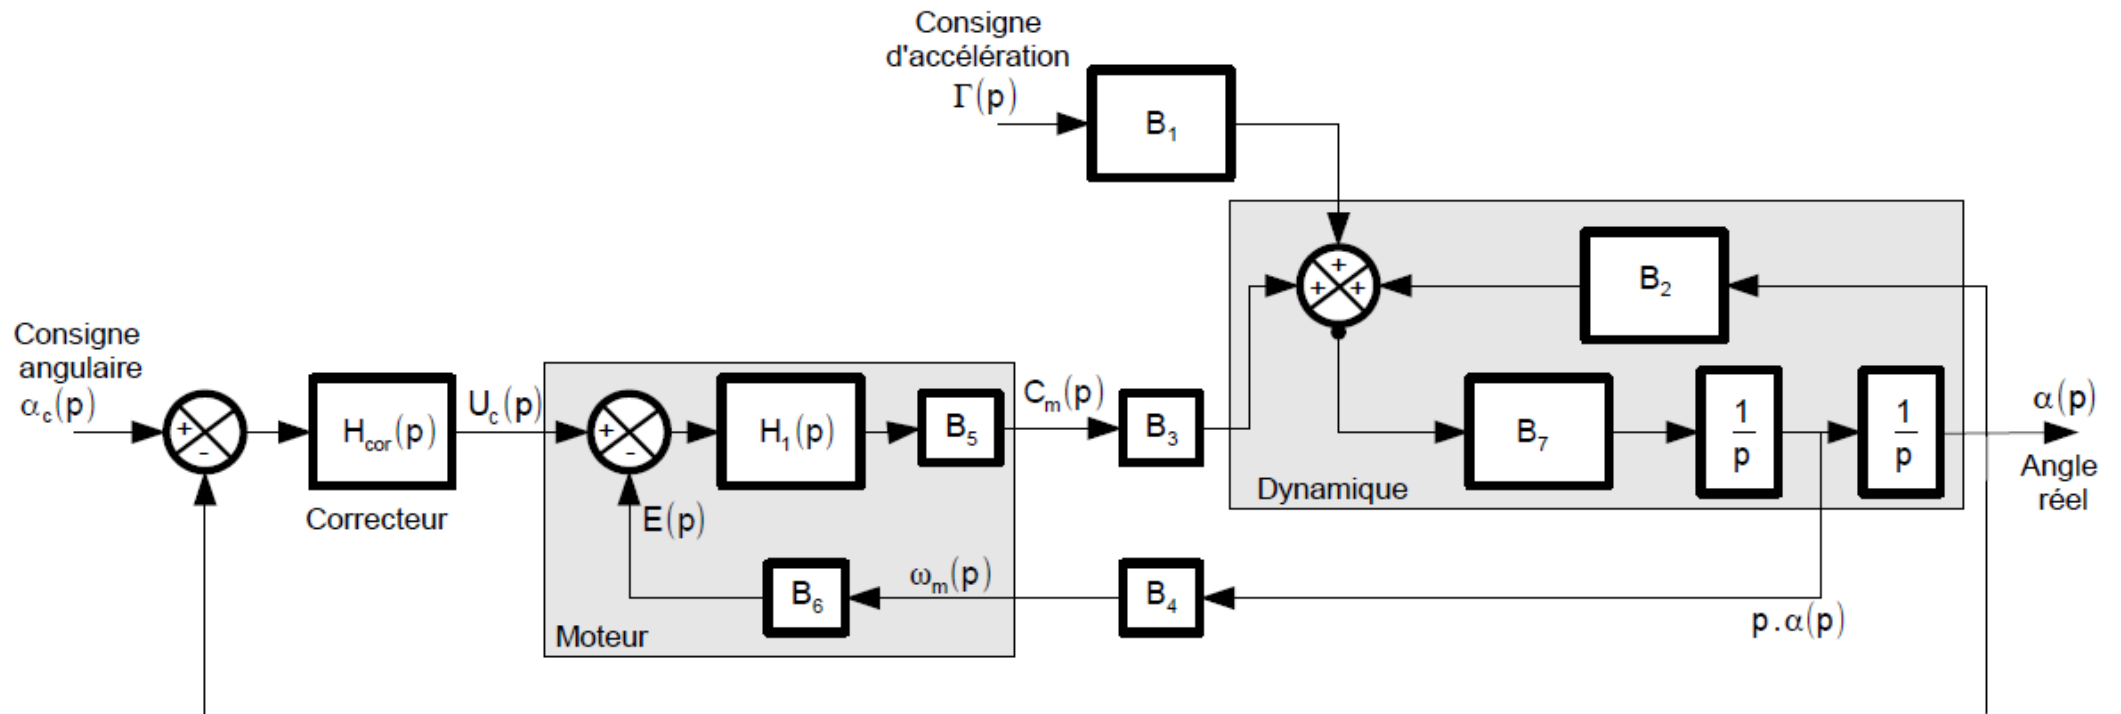 Consigne
d'accélération
Γ(p)
B₁
+
+ +
B₂
Consigne
angulaire
α_c(p)
+
-
H_cor(p)
Correcteur
U_c(p)
+
-
H₁(p)
B₅
C_m(p)
B₃
B₇
1/p
1/p
α(p)
Angle
réel
Dynamique
E(p)
B₆
ω_m(p)
B₄
p.α(p)
Moteur